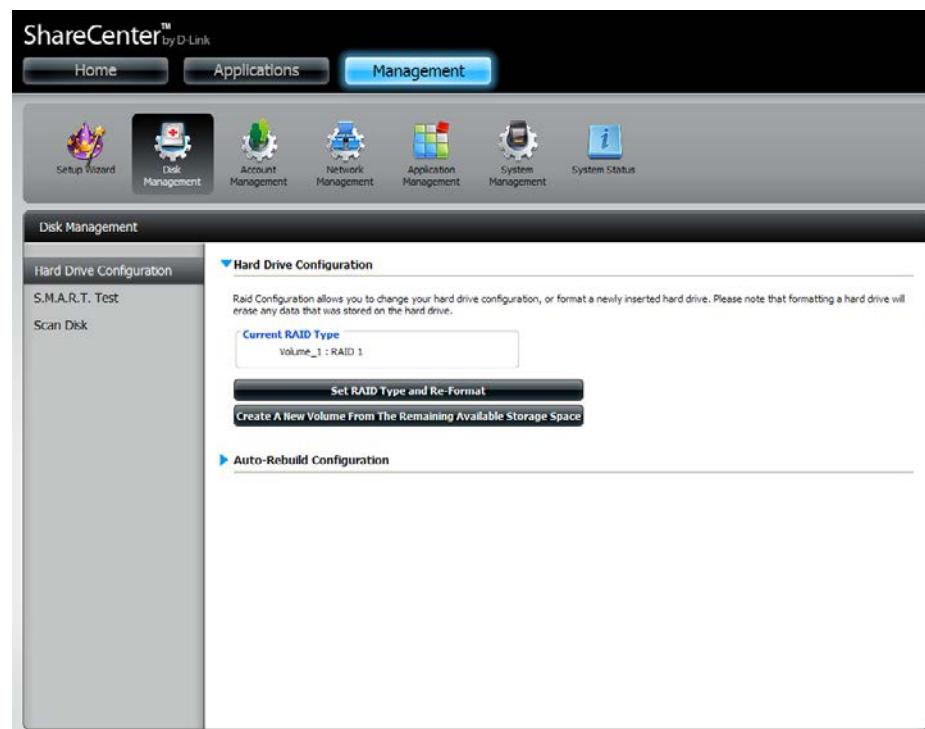 ShareCenter™ by D-Link
Home Applications Management
Setup Wizard
Disk Management
Account Management
Network Management
Application Management
System Management
System Status
Disk Management
Hard Drive Configuration
S.M.A.R.T. Test
Scan Disk
Hard Drive Configuration
Raid Configuration allows you to change your hard drive configuration, or format a newly inserted hard drive. Please note that formatting a hard drive will
erase any data that was stored on the hard drive.
Current RAID Type
Volume_1 : RAID 1
Set RAID Type and Re-Format
Create A New Volume From The Remaining Available Storage Space
Auto-Rebuild Configuration